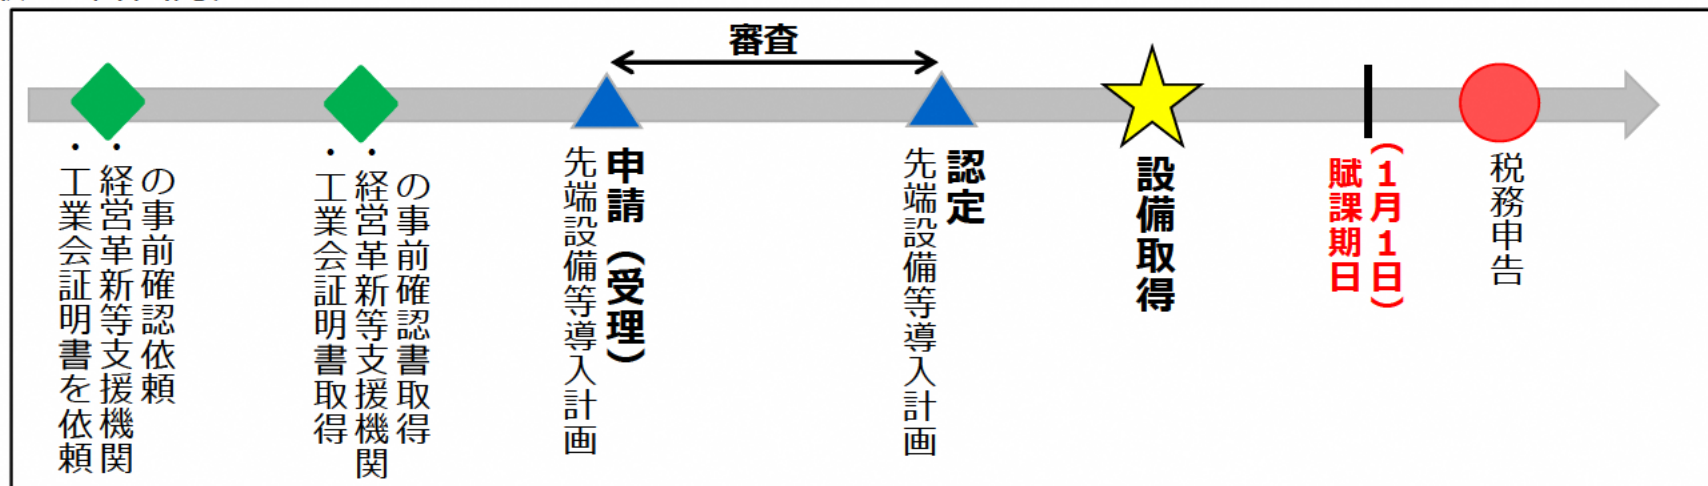 審査
・工業会証明書を依頼
・経営革新等支援機関
の事前確認依頼
・工業会証明書取得
・経営革新等支援機関
の事前確認書取得
先端設備等導入計画
申請（受理）
先端設備等導入計画
認定
設備取得
賦課期日
（1月1日）
税務申告